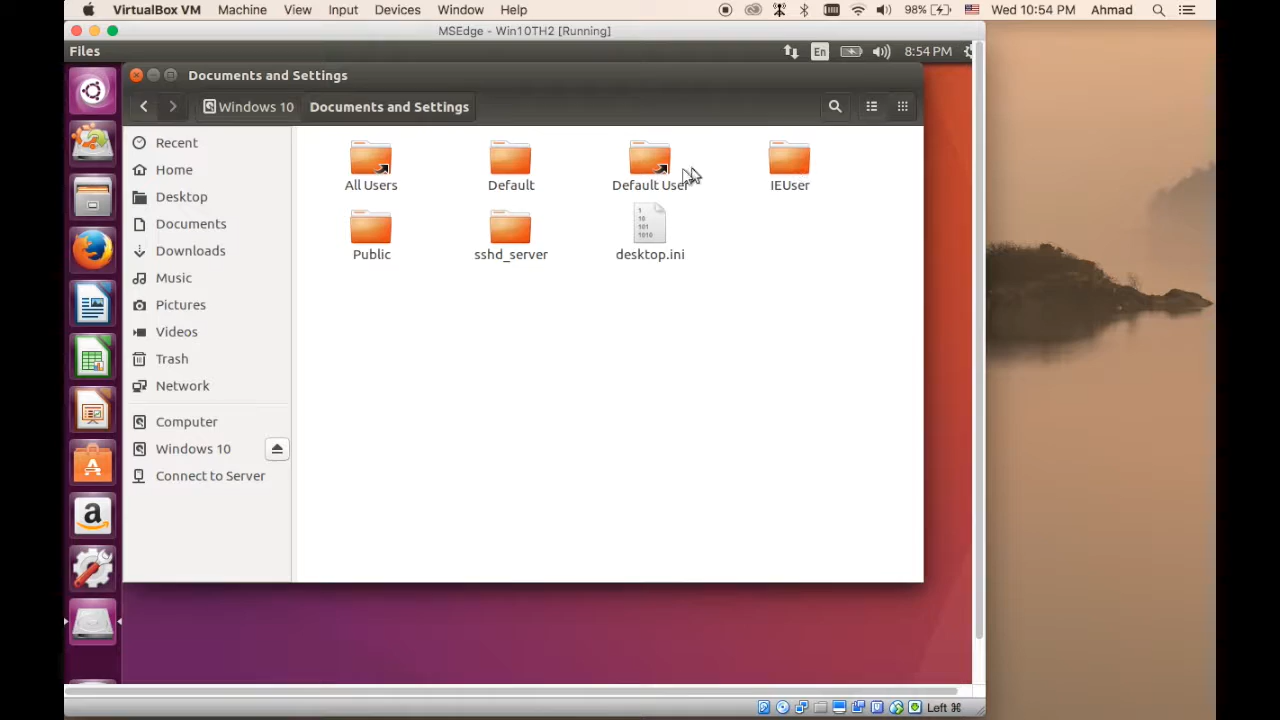 VirtualBox VM Machine View Input Devices Window Help 98% Wed 10:54 PM Ahmad
MSEdge - Win10TH2 [Running]
Files En 8:54 PM
Documents and Settings
Windows 10 Documents and Settings
Recent
Home
Desktop
Documents
Downloads
Music
Pictures
Videos
Trash
Network
Computer
Windows 10
Connect to Server
All Users Default Default User IEUser
Public sshd_server desktop.ini
Left ⌘